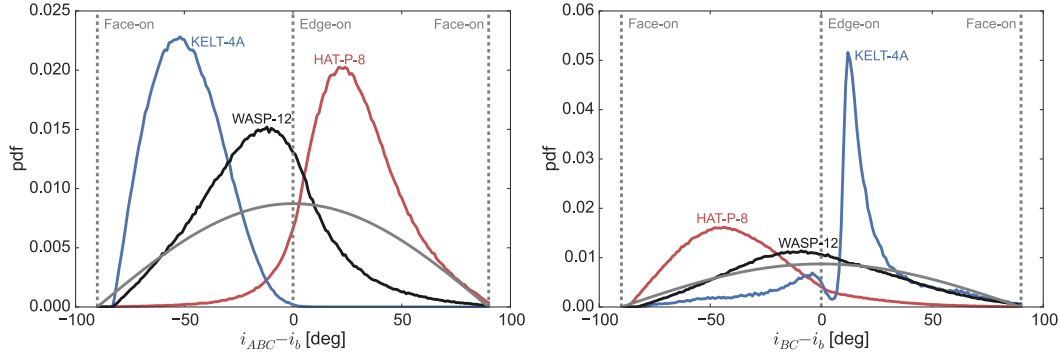 0.025
0.020
0.015
0.010
0.005
0.000
pdf
Face-on
Edge-on
Face-on
KELT-4A
HAT-P-8
WASP-12
−100
−50
0
50
100
i_ABC−i_b [deg]
0.06
0.05
0.04
0.03
0.02
0.01
0.00
pdf
Face-on
Edge-on
Face-on
KELT-4A
HAT-P-8
WASP-12
−100
−50
0
50
100
i_BC−i_b [deg]